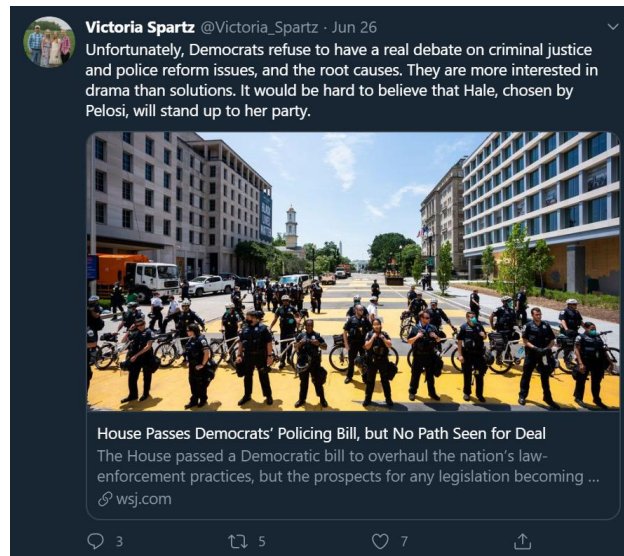 Victoria Spartz @Victoria_Spartz · Jun 26
Unfortunately, Democrats refuse to have a real debate on criminal justice
and police reform issues, and the root causes. They are more interested in
drama than solutions. It would be hard to believe that Hale, chosen by
Pelosi, will stand up to her party.
House Passes Democrats' Policing Bill, but No Path Seen for Deal
The House passed a Democratic bill to overhaul the nation's law-
enforcement practices, but the prospects for any legislation becoming ...
wsj.com
3 5 7